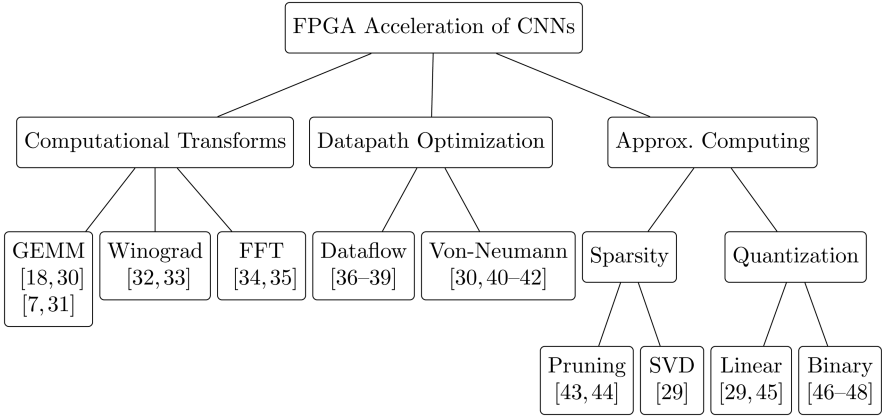 FPGA Acceleration of CNNs
Computational Transforms
Datapath Optimization
Approx. Computing
GEMM
[18, 30]
[7, 31]
Winograd
[32, 33]
FFT
[34, 35]
Dataflow
[36–39]
Von-Neumann
[30, 40–42]
Sparsity
Quantization
Pruning
[43, 44]
SVD
[29]
Linear
[29, 45]
Binary
[46–48]